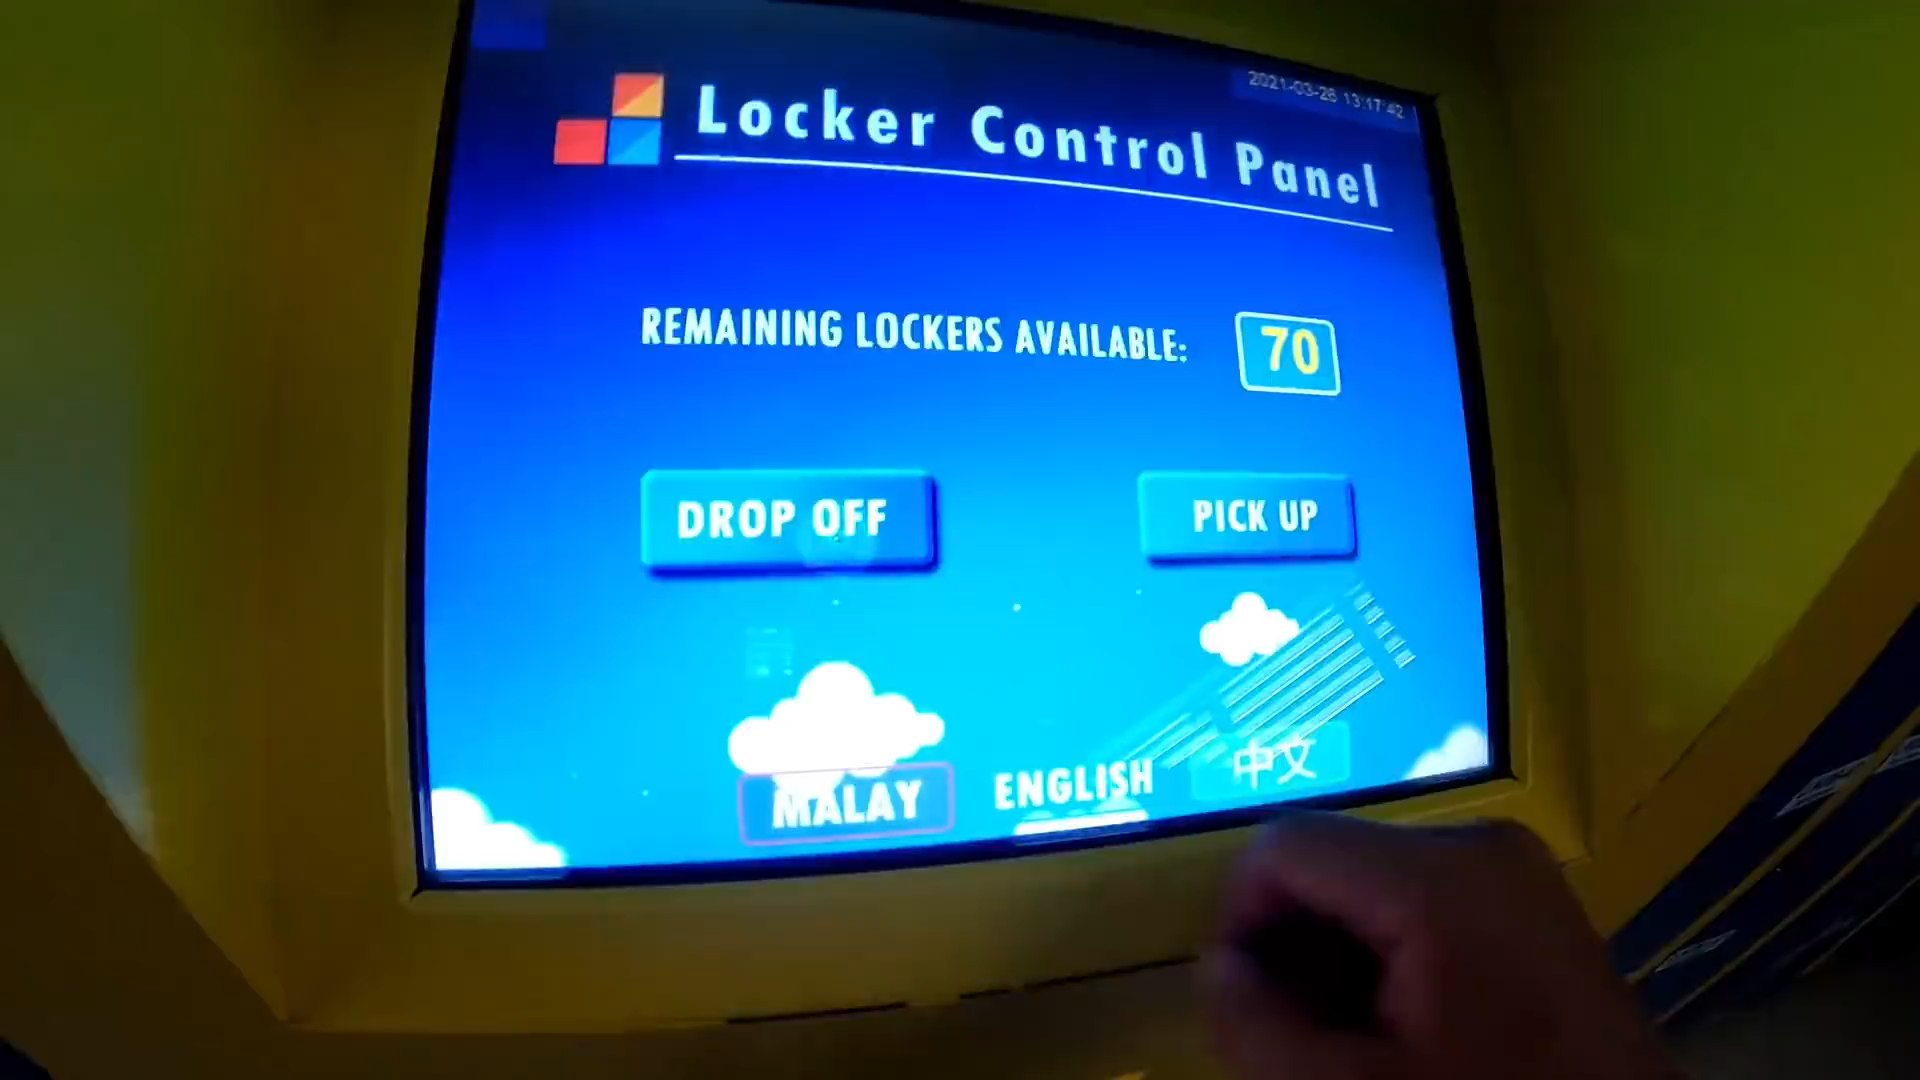 2021-03-26 13:17:42
Locker Control Panel
REMAINING LOCKERS AVAILABLE: 70
DROP OFF
PICK UP
MALAY
ENGLISH
中文